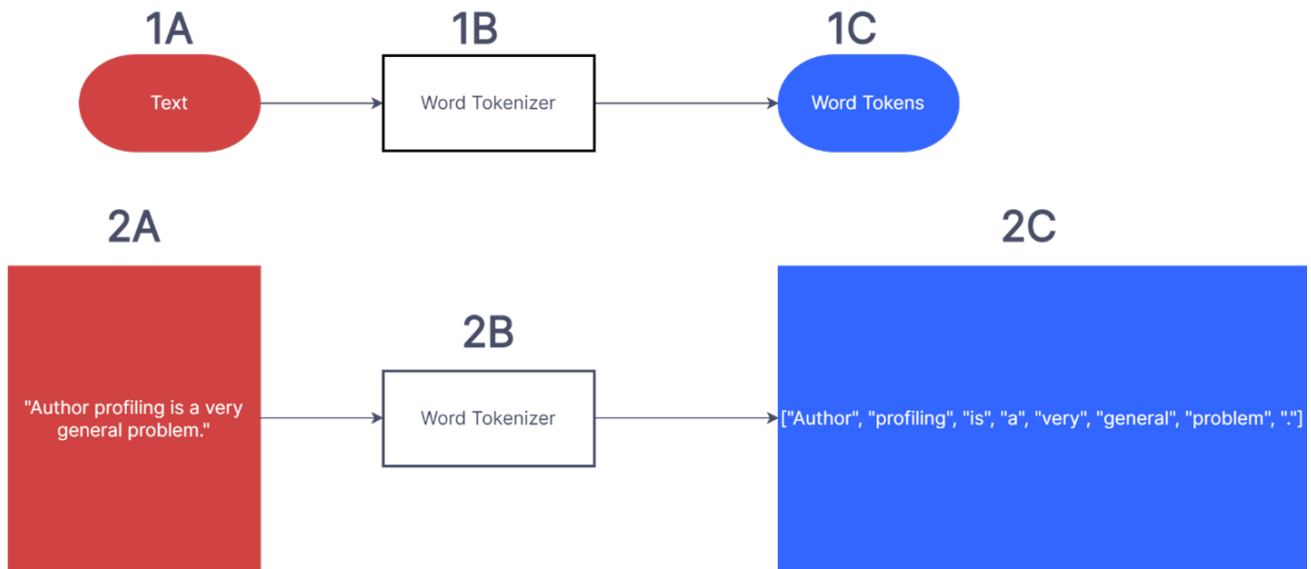 1A 1B 1C
Text Word Tokenizer Word Tokens
2A 2C
2B
"Author profiling is a very
general problem."
Word Tokenizer
["Author", "profiling", "is", "a", "very", "general", "problem", "."]